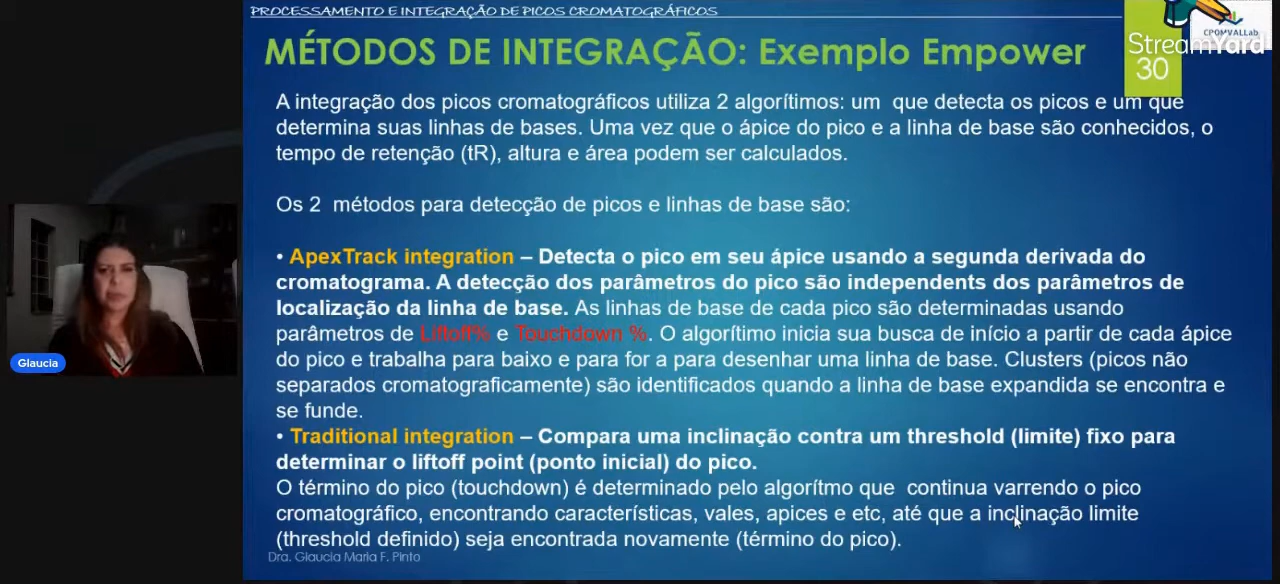 PROCESSAMENTO E INTEGRAÇÃO DE PICOS CROMATOGRÁFICOS
MÉTODOS DE INTEGRAÇÃO: Exemplo Empower
CPOMVALLab
StreamYard
30
A integração dos picos cromatográficos utiliza 2 algorítimos: um que detecta os picos e um que
determina suas linhas de bases. Uma vez que o ápice do pico e a linha de base são conhecidos, o
tempo de retenção (tR), altura e área podem ser calculados.
Os 2 métodos para detecção de picos e linhas de base são:
• ApexTrack integration – Detecta o pico em seu ápice usando a segunda derivada do
cromatograma. A detecção dos parâmetros do pico são independents dos parâmetros de
localização da linha de base. As linhas de base de cada pico são determinadas usando
parâmetros de Liftoff% e Touchdown %. O algorítimo inicia sua busca de início a partir de cada ápice
do pico e trabalha para baixo e para for a para desenhar uma linha de base. Clusters (picos não
separados cromatograficamente) são identificados quando a linha de base expandida se encontra e
se funde.
• Traditional integration – Compara uma inclinação contra um threshold (limite) fixo para
determinar o liftoff point (ponto inicial) do pico.
O término do pico (touchdown) é determinado pelo algorítmo que continua varrendo o pico
cromatográfico, encontrando características, vales, apices e etc, até que a inclinação limite
(threshold definido) seja encontrada novamente (término do pico).
Dra. Glaucia Maria F. Pinto
Glaucia